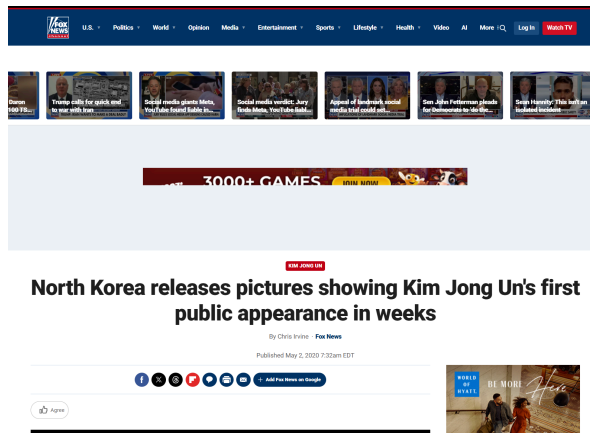 FOX
NEWS
channel
U.S. Politics World Opinion Media Entertainment Sports Lifestyle Health Video AI More Log In Watch TV
Daron
100 TS...
Trump calls for quick end
to war with Iran
Social media giants Meta,
YouTube found liable in...
Social media verdict: Jury
finds Meta, YouTube liabl...
Appeal of landmark social
media trial could set...
Sen John Fetterman pleads
for Democrats to 'do the...
Sean Hannity: This isn't an
isolated incident
3000+ GAMES JOIN NOW
KIM JONG UN
North Korea releases pictures showing Kim Jong Un's first
public appearance in weeks
By Chris Irvine · Fox News
Published May 2, 2020 7:32am EDT
+ Add Fox News on Google
WORLD
OF
HYATT
BE MORE Here
Agree